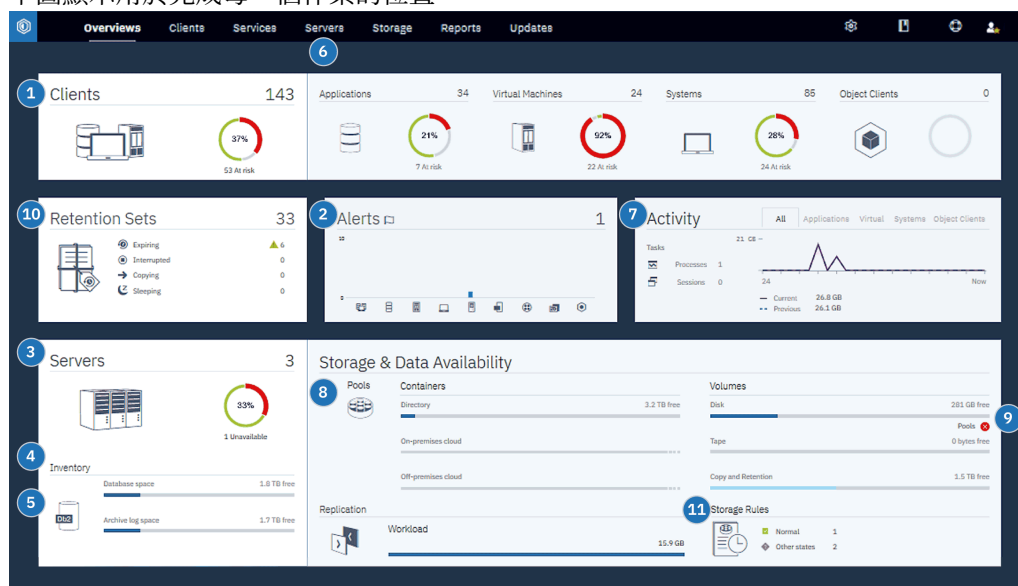 下圖顯示用於完成每一個作業的位置
Overviews Clients Services Servers Storage Reports Updates
6
1 Clients 143
37%
53 At risk
Applications 34
21%
7 At risk
Virtual Machines 24
92%
22 At risk
Systems 85
28%
24 At risk
Object Clients 0
10 Retention Sets 33
Expiring 6
Interrupted 0
Copying 0
Sleeping 0
2 Alerts 1
10
0
7 Activity
All Applications Virtual Systems Object Clients
Tasks
Processes 1
Sessions 0
21 GB
24 Now
Current 26.8 GB
Previous 26.1 GB
3 Servers 3
33%
1 Unavailable
4 Inventory
Database space 1.8 TB free
5
Db2
Archive log space 1.7 TB free
Storage & Data Availability
8 Pools
Containers
Directory 3.2 TB free
On-premises cloud
Off-premises cloud
Volumes
Disk 281 GB free
Pools
9
Tape 0 bytes free
Copy and Retention 1.5 TB free
Replication
Workload
15.9 GB
11 Storage Rules
Normal 1
Other states 2